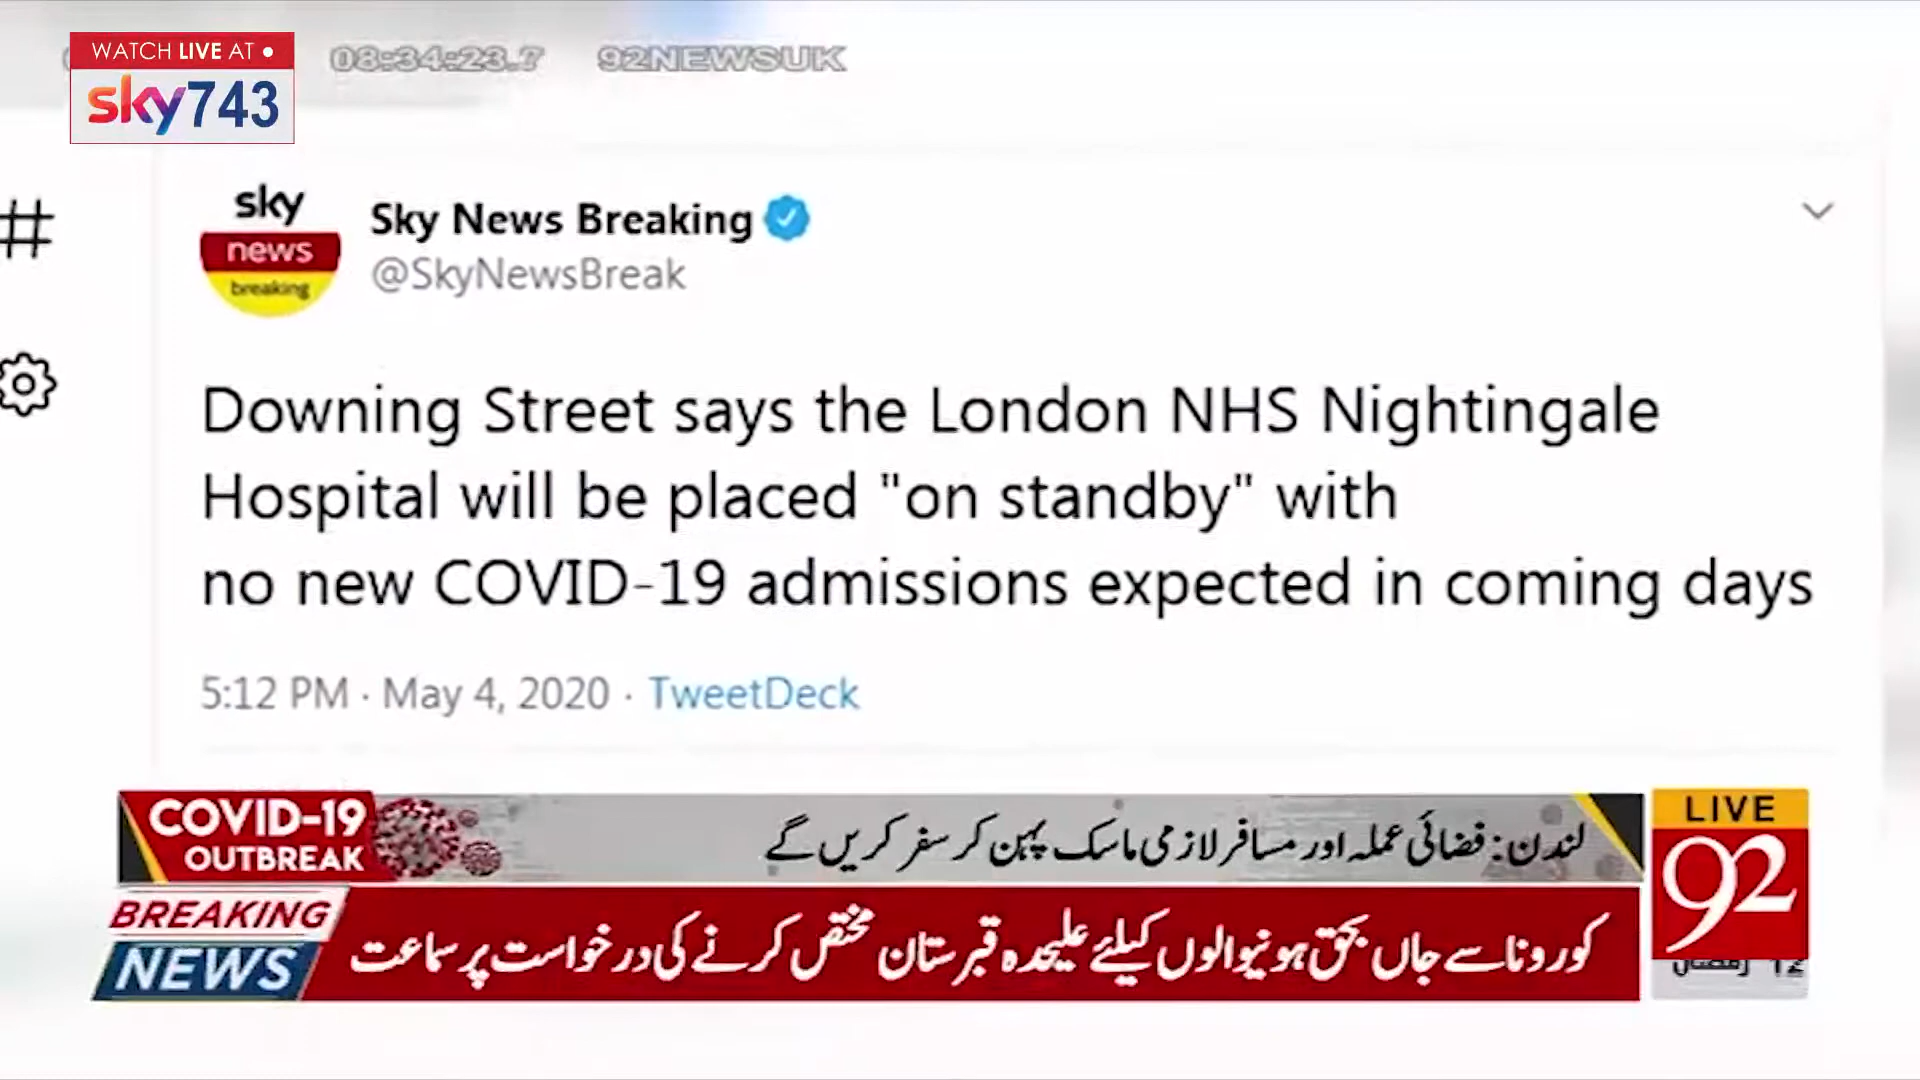 WATCH LIVE AT
sky743
08:34:23.7 92NEWSUK
sky
news
breaking
Sky News Breaking
@SkyNewsBreak
#
Downing Street says the London NHS Nightingale
Hospital will be placed "on standby" with
no new COVID-19 admissions expected in coming days
5:12 PM · May 4, 2020 · TweetDeck
COVID-19
OUTBREAK
لندن: فضائی عملہ اور مسافر لازمی ماسک پہن کر سفر کریں گے
LIVE
92
BREAKING
NEWS
کورونا سے جاں بحق ہونیوالوں کیلئے علیحدہ قبرستان مختص کرنے کی درخواست پر سماعت